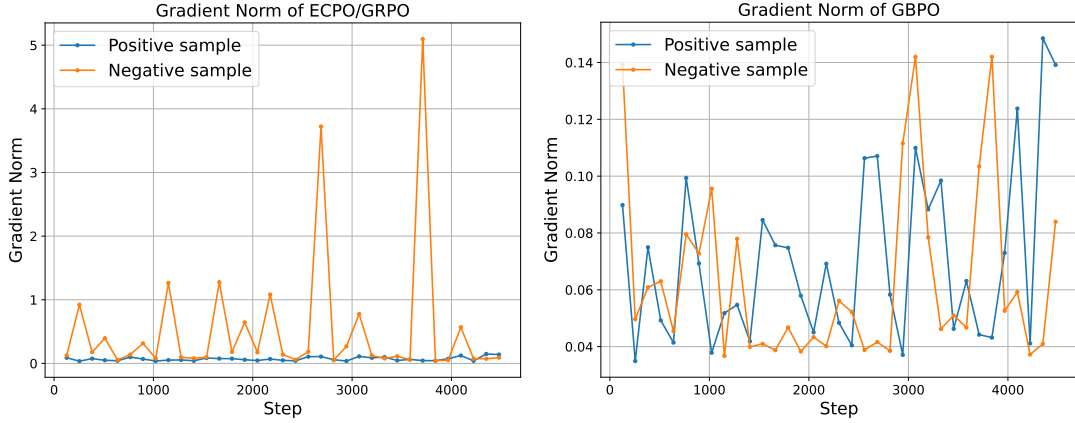 Gradient Norm of ECPO/GRPO
Positive sample
Negative sample
5
4
3
2
1
0
Gradient Norm
0 1000 2000 3000 4000
Step
Gradient Norm of GBPO
Positive sample
Negative sample
0.14
0.12
0.10
0.08
0.06
0.04
Gradient Norm
0 1000 2000 3000 4000
Step